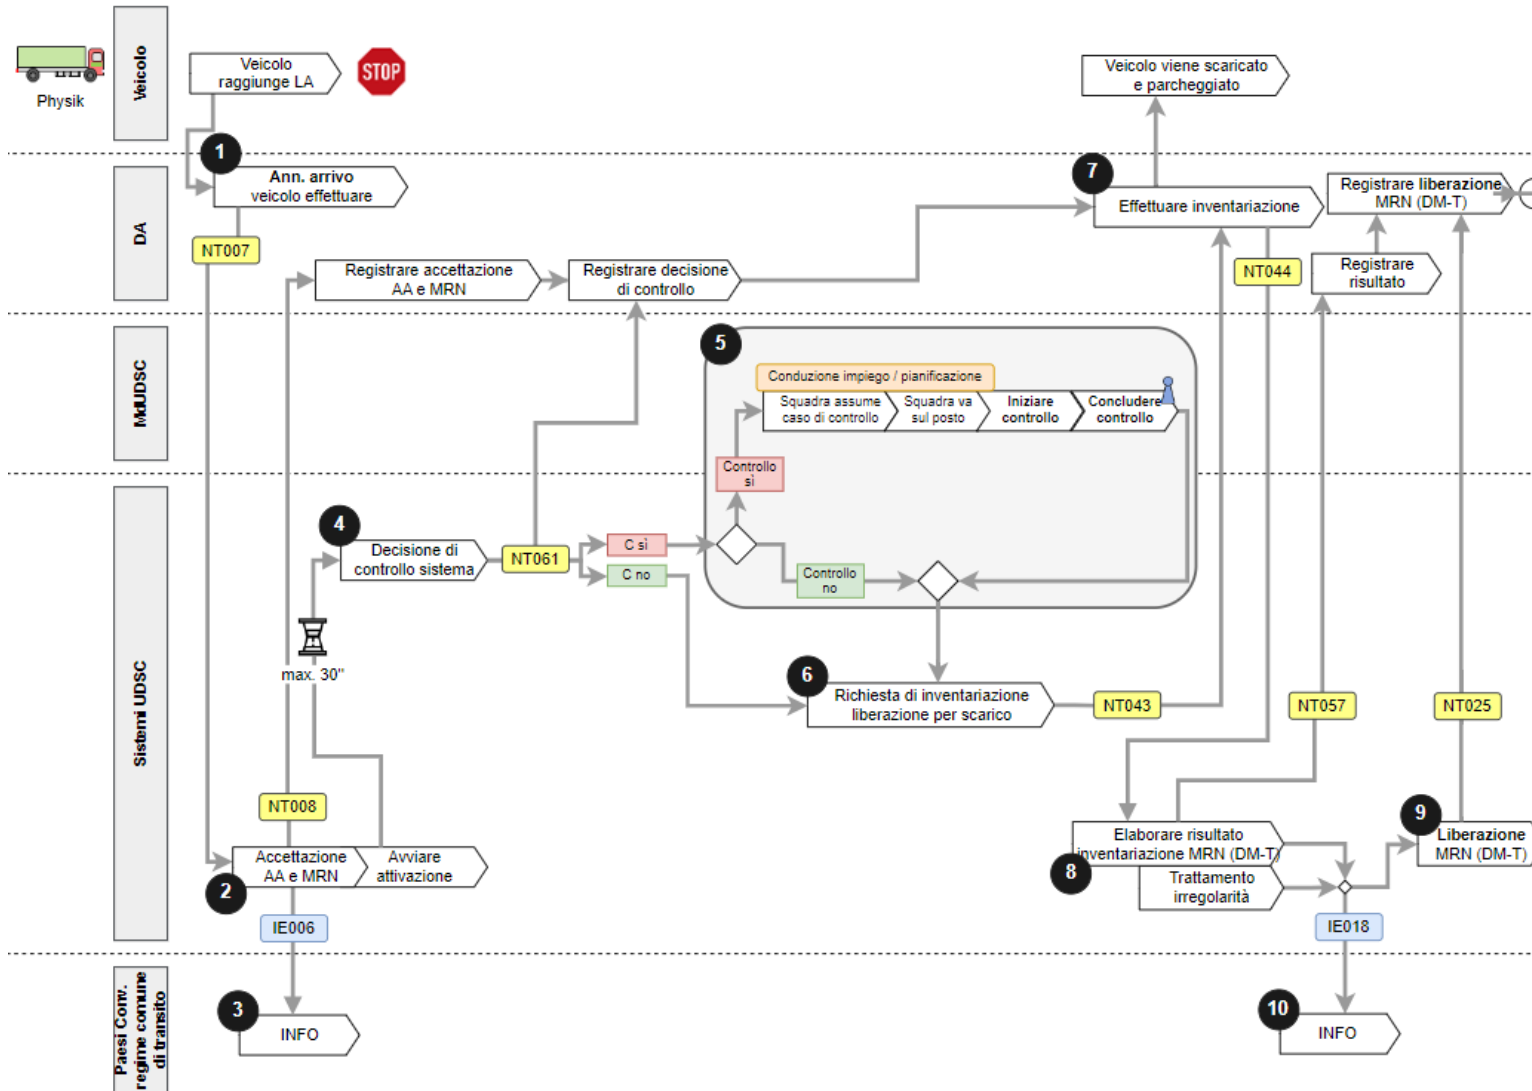 Physik
Veicolo
Veicolo
raggiunge LA
STOP
Veicolo viene scaricato
e parcheggiato
DA
1
Ann. arrivo
veicolo effettuare
NT007
Registrare accettazione
AA e MRN
Registrare decisione
di controllo
7
Effettuare inventariazione
NT044
Registrare liberazione
MRN (DM-T)
Registrare
risultato
MdUDSC
5
Conduzione impiego / pianificazione
Squadra assume
caso di controllo
Squadra va
sul posto
Iniziare
controllo
Concludere
controllo
Controllo
sì
Sistemi UDSC
4
Decisione di
controllo sistema
NT061
C sì
C no
Controllo
no
max. 30"
6
Richiesta di inventariazione
liberazione per scarico
NT043
NT057
NT025
NT008
2
Accettazione
AA e MRN
Avviare
attivazione
IE006
8
Elaborare risultato
inventariazione MRN (DM-T)
Trattamento
irregolarità
9
Liberazione
MRN (DM-T)
IE018
Paesi Conv.
regime comune
di transito
3
INFO
10
INFO